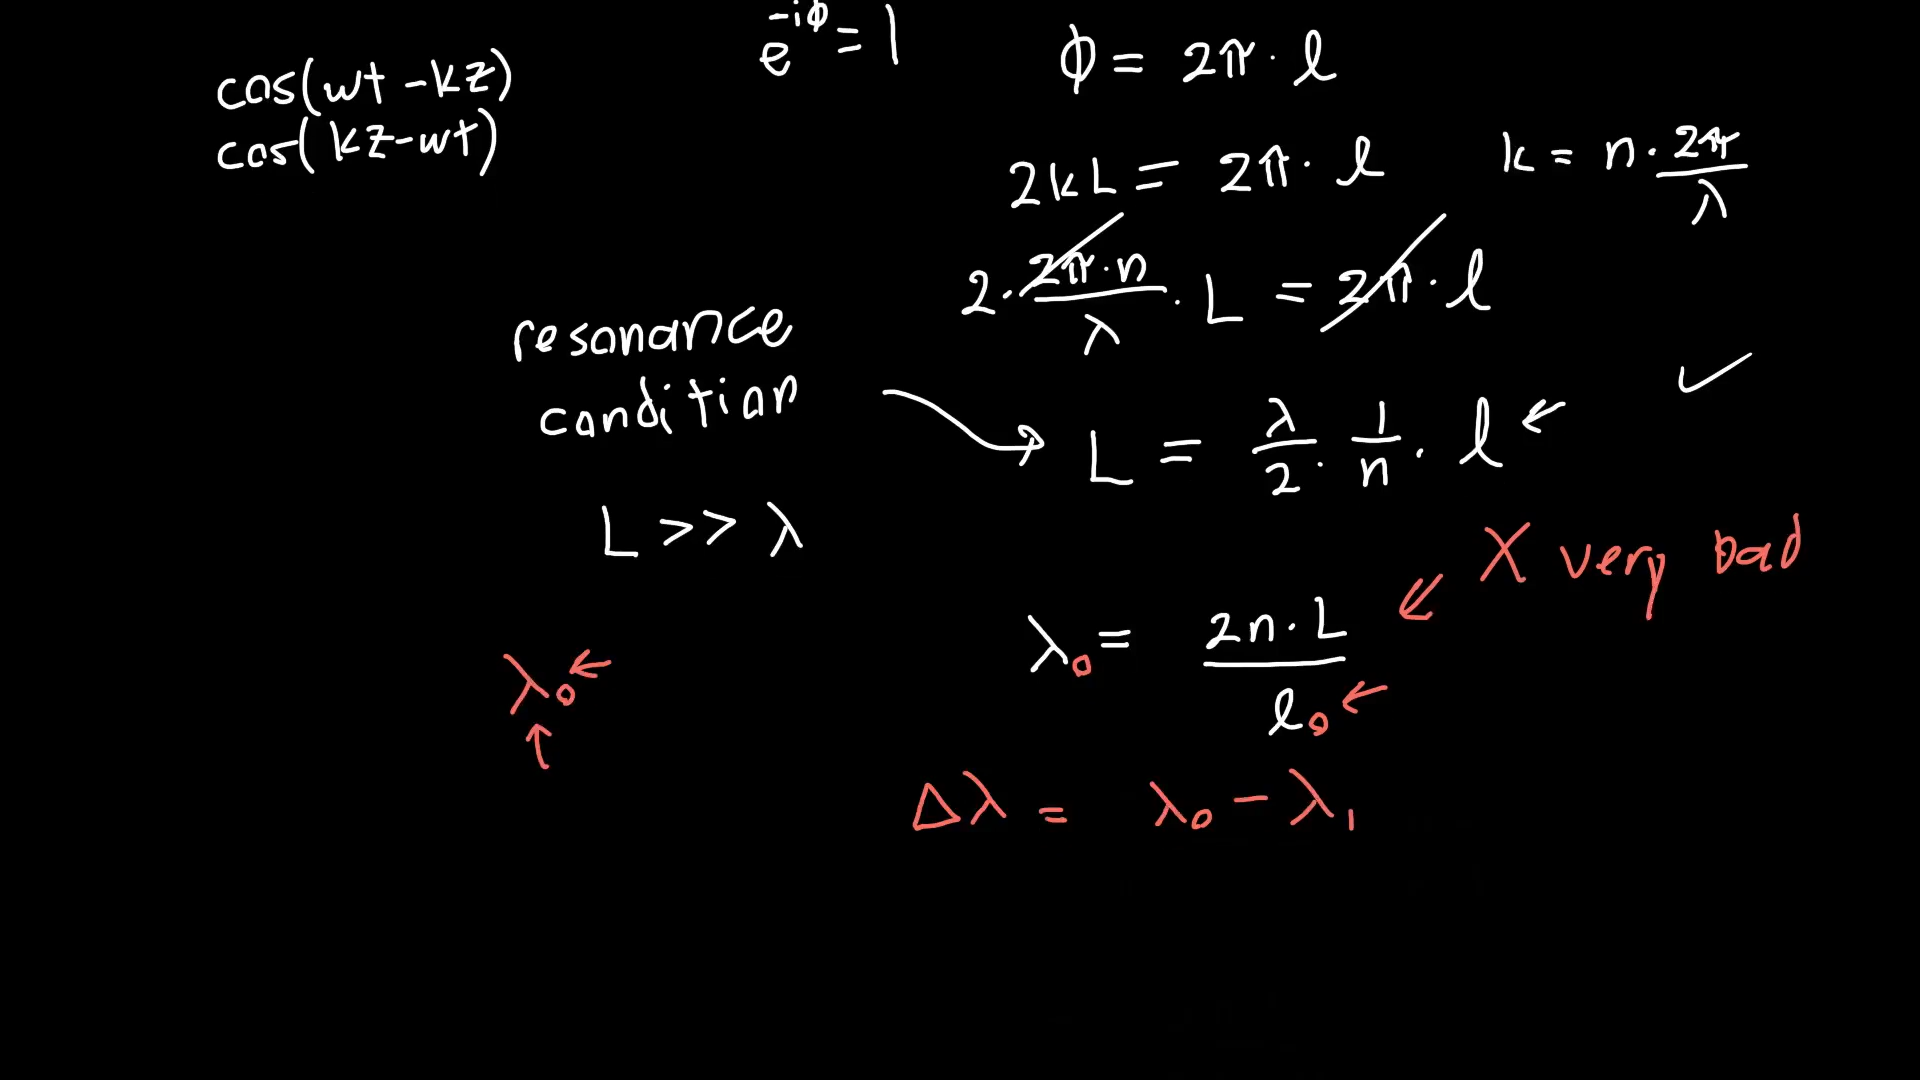 e^{-iφ} = 1
φ = 2π · l
cos(wt - kz)
cos(kz - wt)
2kL = 2π · l
k = n · 2π/λ
2 · 2π·n/λ · L = 2π · l
resonance
condition
L = λ/2 · 1/n · l
L >> λ
X very bad
λ₀ = 2n·L/l₀
λ₀
Δλ = λ₀ - λ₁